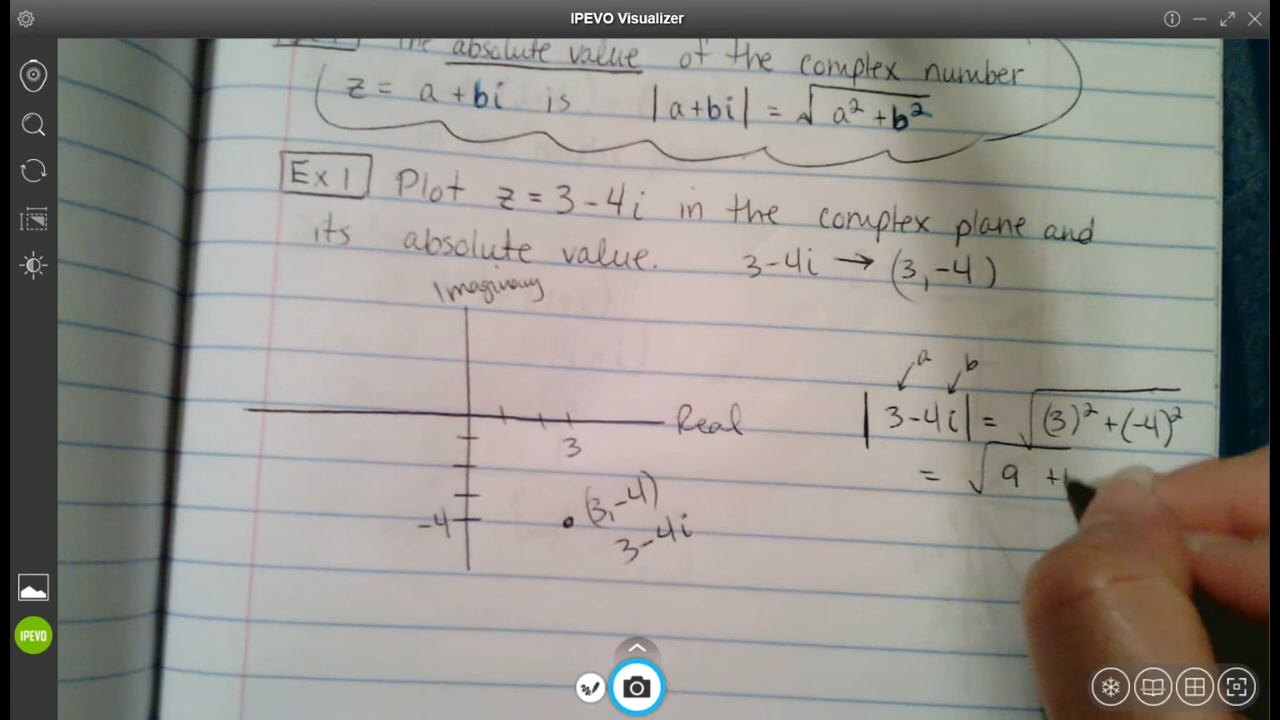 IPEVO Visualizer
The absolute value of the complex number
z = a + bi is |a+bi| = √a² + b²
Ex 1 Plot z = 3 - 4i in the complex plane and
its absolute value. 3-4i → (3, -4)
Imaginary
a b
Real
|3-4i| = √(3)² + (-4)²
3
= √9 +
(3, -4)
-4
3-4i
IPEVO